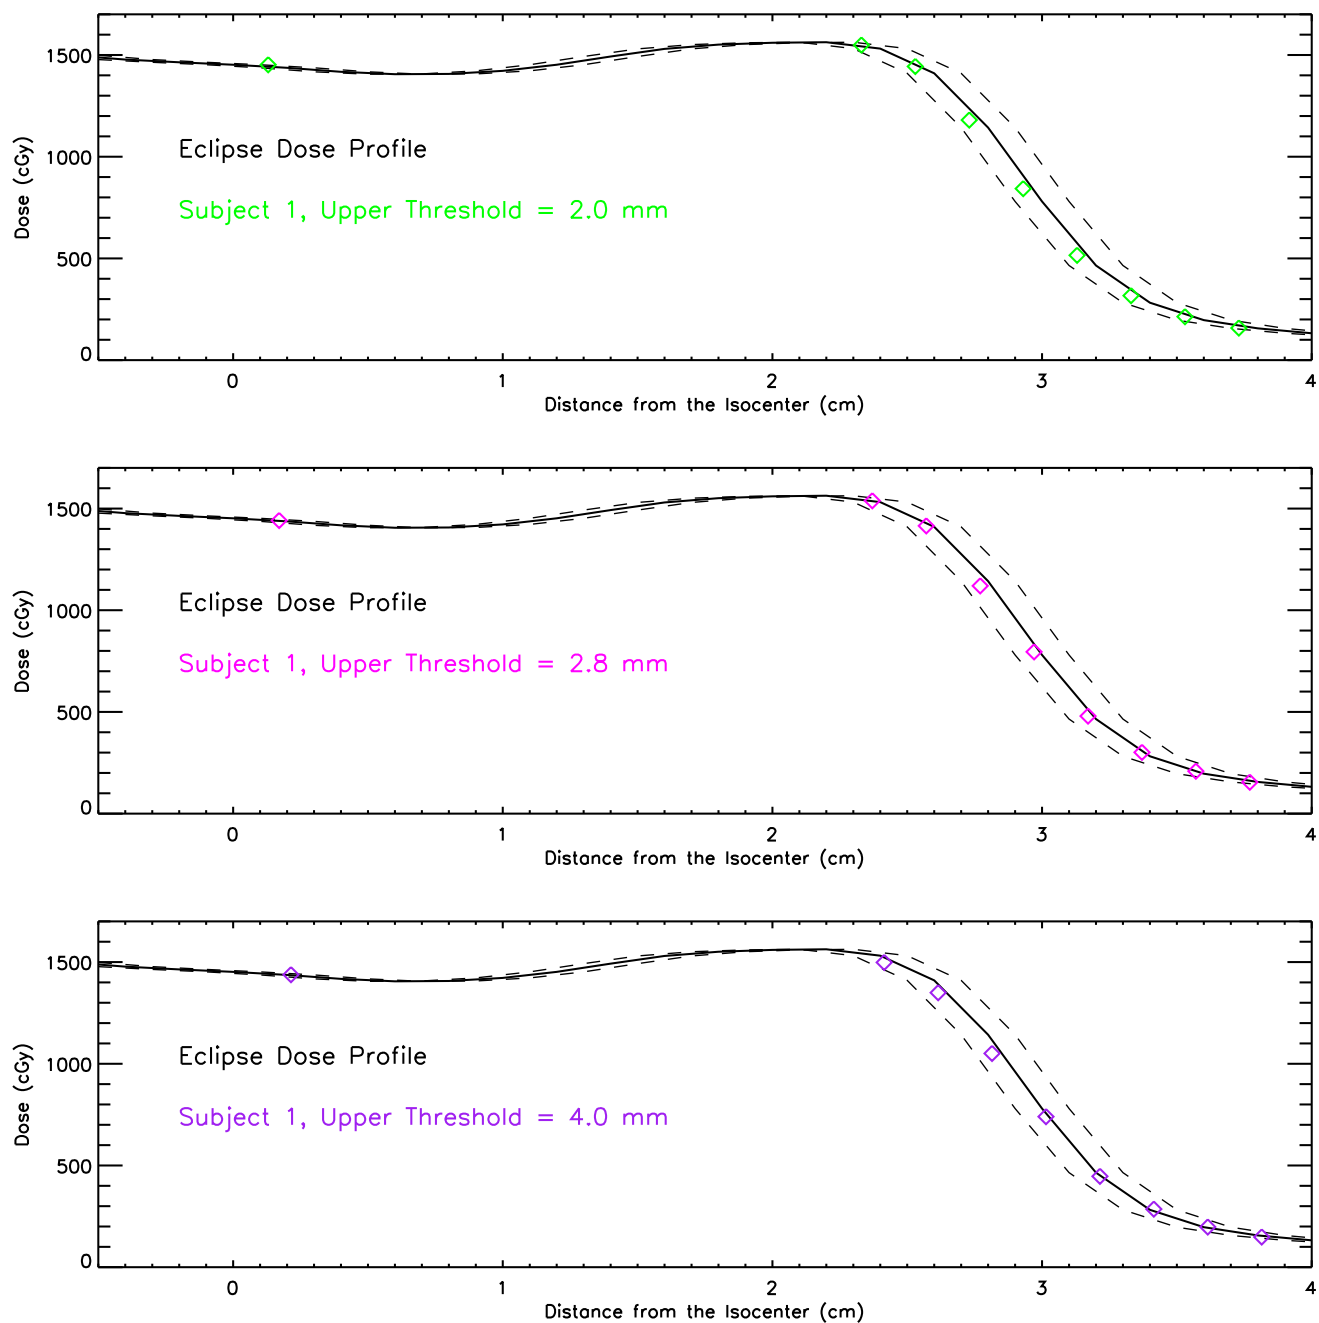 1500
1000
500
0
Dose (cGy)
Eclipse Dose Profile
Subject 1, Upper Threshold = 2.0 mm
0 1 2 3 4
Distance from the Isocenter (cm)
1500
1000
500
0
Dose (cGy)
Eclipse Dose Profile
Subject 1, Upper Threshold = 2.8 mm
0 1 2 3 4
Distance from the Isocenter (cm)
1500
1000
500
0
Dose (cGy)
Eclipse Dose Profile
Subject 1, Upper Threshold = 4.0 mm
0 1 2 3 4
Distance from the Isocenter (cm)